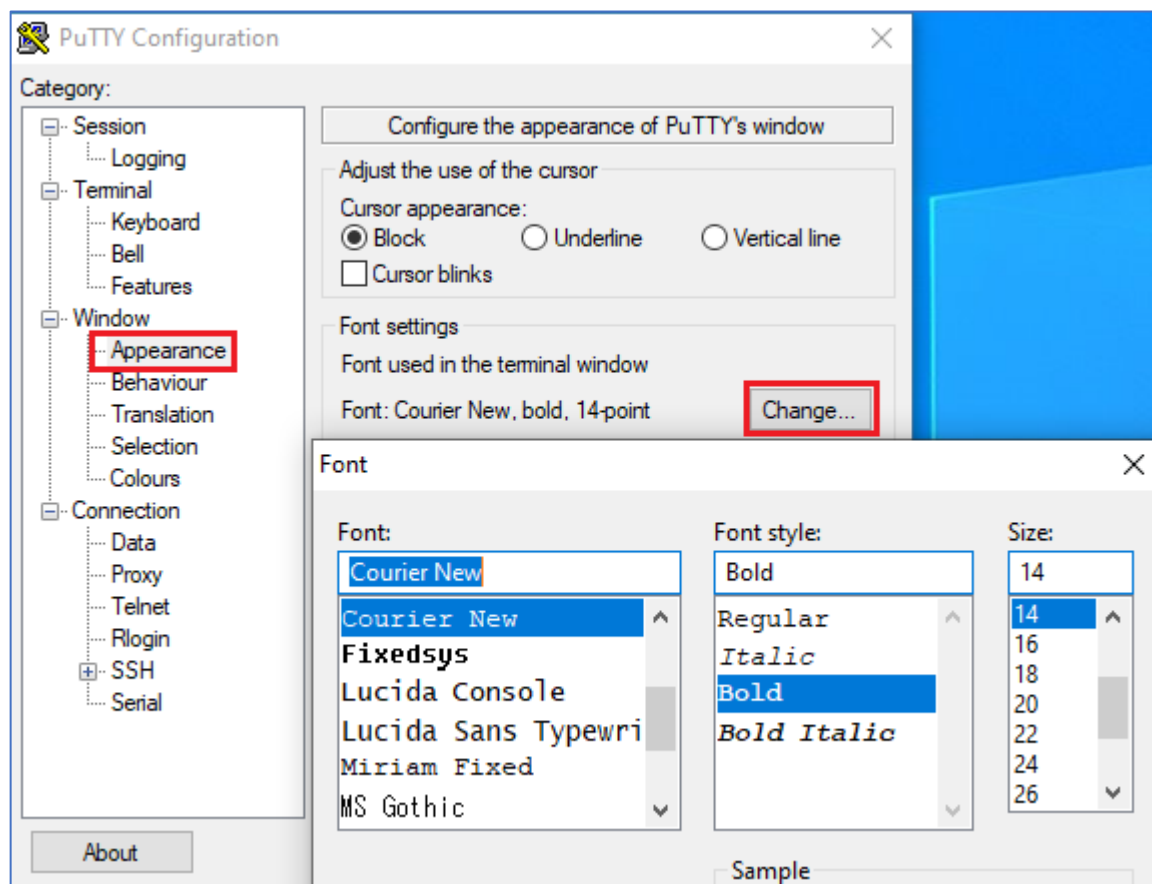 PuTTY Configuration
Category:
Session
Logging
Terminal
Keyboard
Bell
Features
Window
Appearance
Behaviour
Translation
Selection
Colours
Connection
Data
Proxy
Telnet
Rlogin
SSH
Serial
About
Configure the appearance of PuTTY's window
Adjust the use of the cursor
Cursor appearance:
Block Underline Vertical line
Cursor blinks
Font settings
Font used in the terminal window
Font: Courier New, bold, 14-point Change...
Font
Font:
Courier New
Courier New
Fixedsys
Lucida Console
Lucida Sans Typewri
Miriam Fixed
MS Gothic
Font style:
Bold
Regular
Italic
Bold
Bold Italic
Size:
14
14
16
18
20
22
24
26
Sample